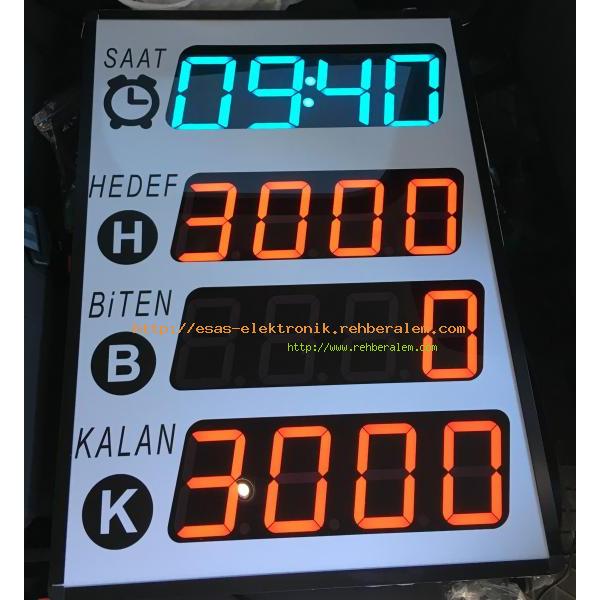 SAAT 09:40
HEDEF 3000
H
BiTEN 0
http://esas-elektronik.rehberalem.com
http://www.rehberalem.com
B
KALAN 3000
K